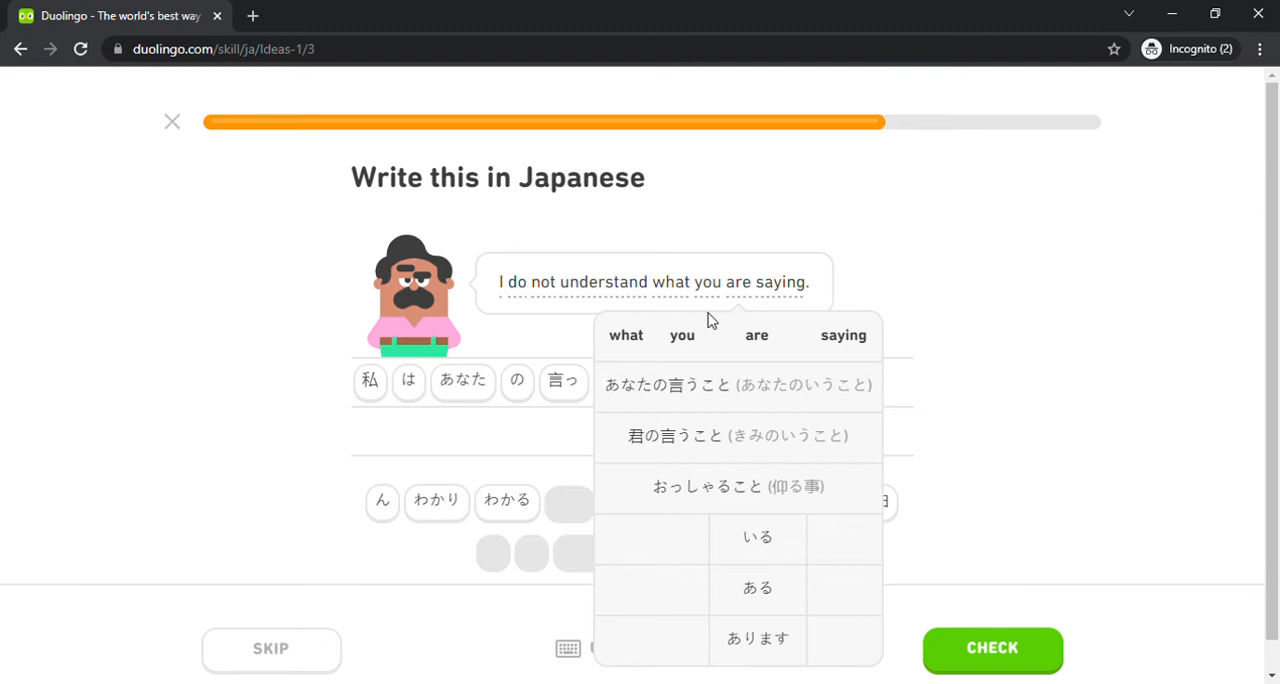 Duolingo - The world's best way
duolingo.com/skill/ja/Ideas-1/3
Incognito (2)
Write this in Japanese
I do not understand what you are saying.
what you are saying
あなたの言うこと (あなたのいうこと)
君の言うこと (きみのいうこと)
おっしゃること (仰る事)
いる
ある
あります
私 は あなた の 言っ
ん わかり わかる
SKIP
CHECK